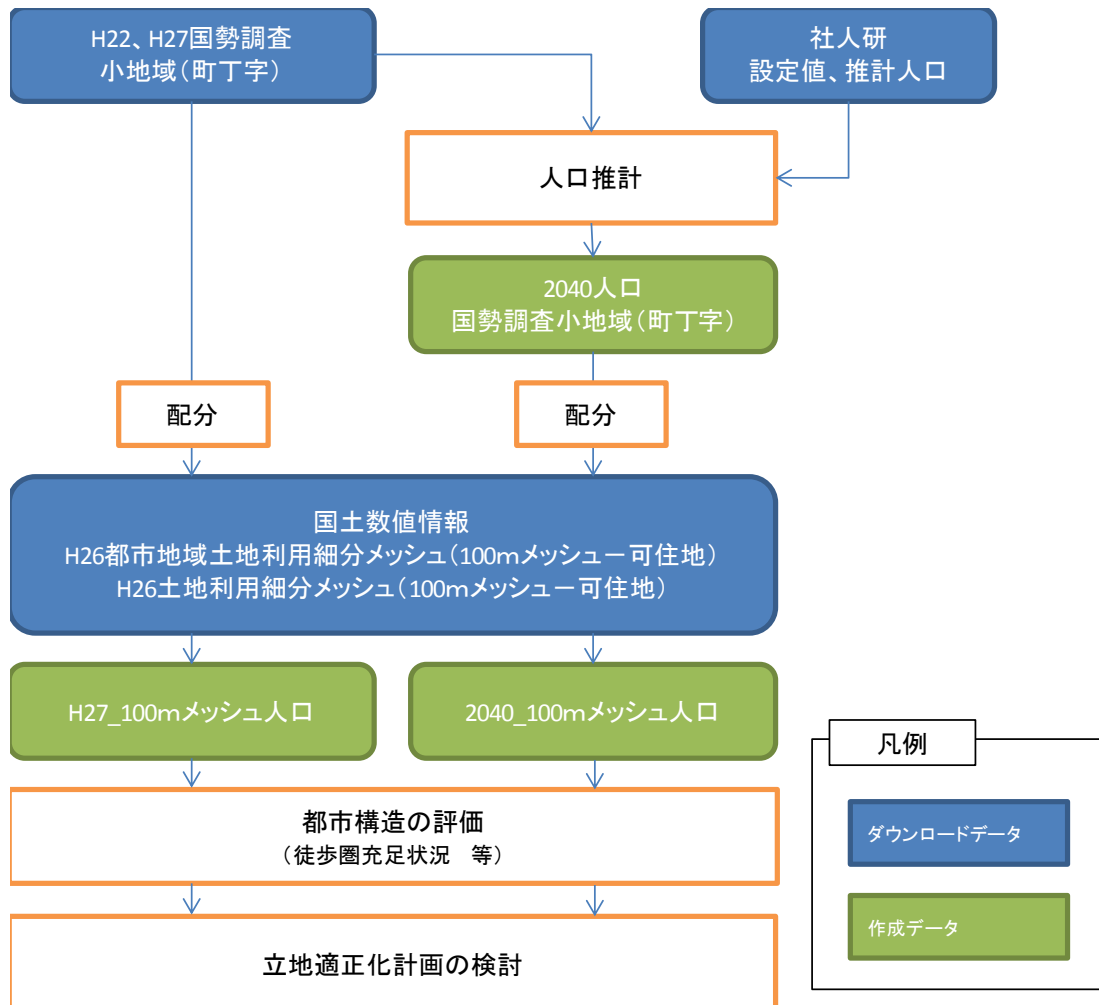 H22、H27国勢調査
小地域（町丁字）
社人研
設定値、推計人口
人口推計
2040人口
国勢調査小地域（町丁字）
配分
配分
国土数値情報
H26都市地域土地利用細分メッシュ（100mメッシュー可住地）
H26土地利用細分メッシュ（100mメッシュー可住地）
H27_100mメッシュ人口
2040_100mメッシュ人口
都市構造の評価
（徒歩圏充足状況　等）
立地適正化計画の検討
凡例
ダウンロードデータ
作成データ